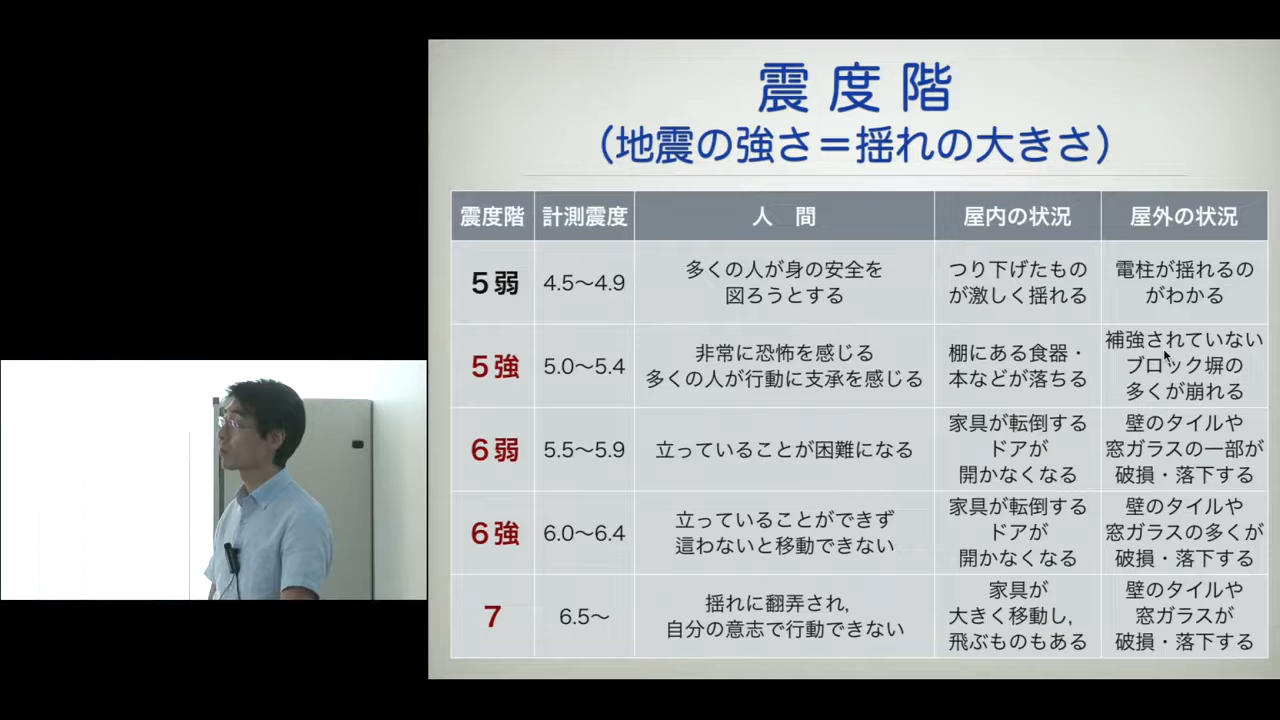 震度階
（地震の強さ＝揺れの大きさ）
震度階 計測震度 人　間 屋内の状況 屋外の状況
５弱 4.5〜4.9 多くの人が身の安全を
図ろうとする つり下げたもの
が激しく揺れる 電柱が揺れるの
がわかる
５強 5.0〜5.4 非常に恐怖を感じる
多くの人が行動に支承を感じる 棚にある食器・
本などが落ちる 補強されていない
ブロック塀の
多くが崩れる
６弱 5.5〜5.9 立っていることが困難になる 家具が転倒する
ドアが
開かなくなる 壁のタイルや
窓ガラスの一部が
破損・落下する
６強 6.0〜6.4 立っていることができず
這わないと移動できない 家具が転倒する
ドアが
開かなくなる 壁のタイルや
窓ガラスの多くが
破損・落下する
７ 6.5〜 揺れに翻弄され，
自分の意志で行動できない 家具が
大きく移動し，
飛ぶものもある 壁のタイルや
窓ガラスが
破損・落下する